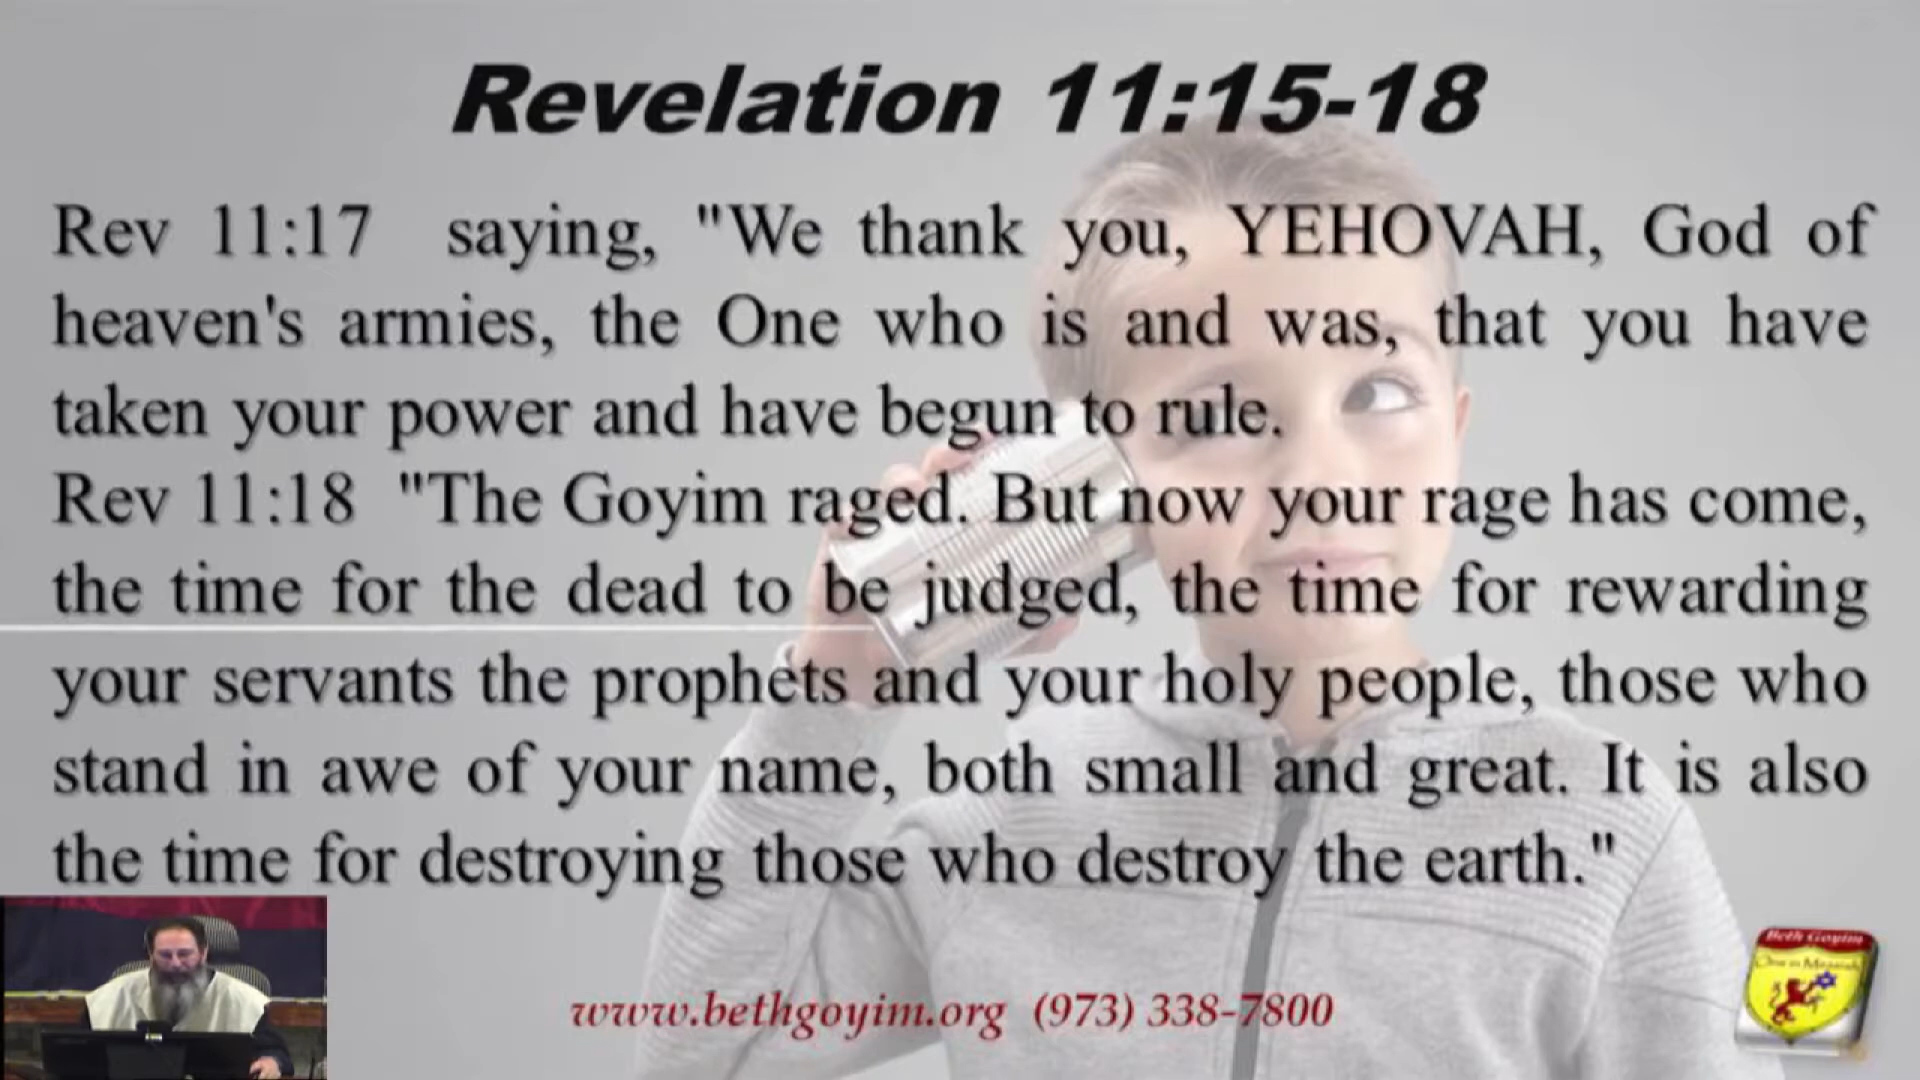 Revelation 11:15-18
Rev 11:17 saying, "We thank you, YEHOVAH, God of
heaven's armies, the One who is and was, that you have
taken your power and have begun to rule.
Rev 11:18 "The Goyim raged. But now your rage has come,
the time for the dead to be judged, the time for rewarding
your servants the prophets and your holy people, those who
stand in awe of your name, both small and great. It is also
the time for destroying those who destroy the earth."
www.bethgoyim.org (973) 338-7800
Beth Goyim
One in Messiah